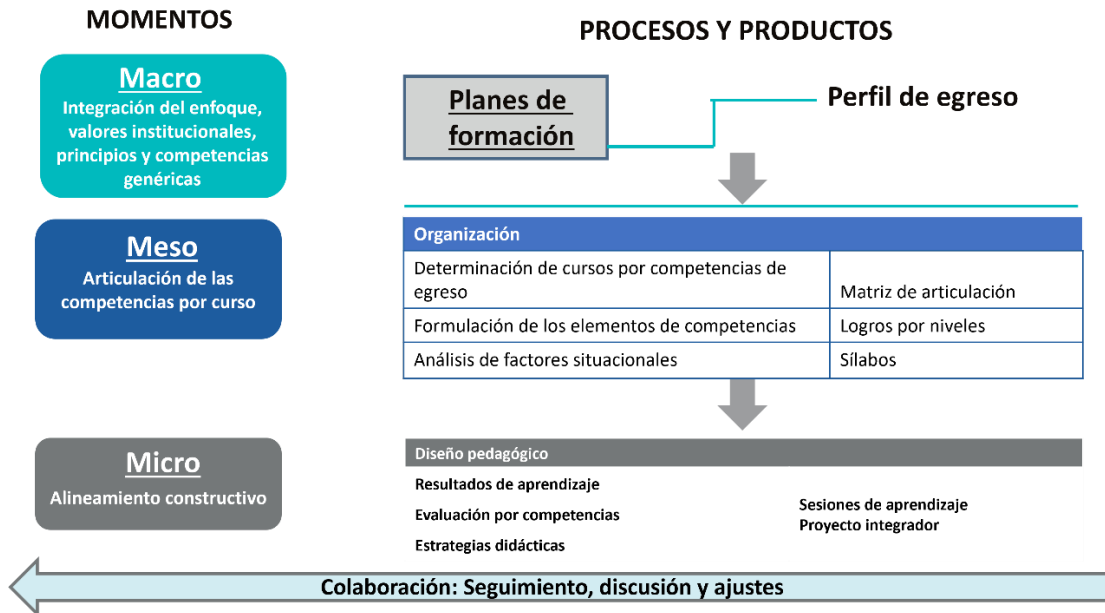 MOMENTOS
PROCESOS Y PRODUCTOS
Macro
Integración del enfoque,
valores institucionales,
principios y competencias
genéricas
Planes de
formación
Perfil de egreso
Meso
Articulación de las
competencias por curso
Organización
Determinación de cursos por competencias de
egreso
Matriz de articulación
Formulación de los elementos de competencias
Logros por niveles
Análisis de factores situacionales
Sílabos
Micro
Alineamiento constructivo
Diseño pedagógico
Resultados de aprendizaje
Evaluación por competencias
Estrategias didácticas
Sesiones de aprendizaje
Proyecto integrador
Colaboración: Seguimiento, discusión y ajustes